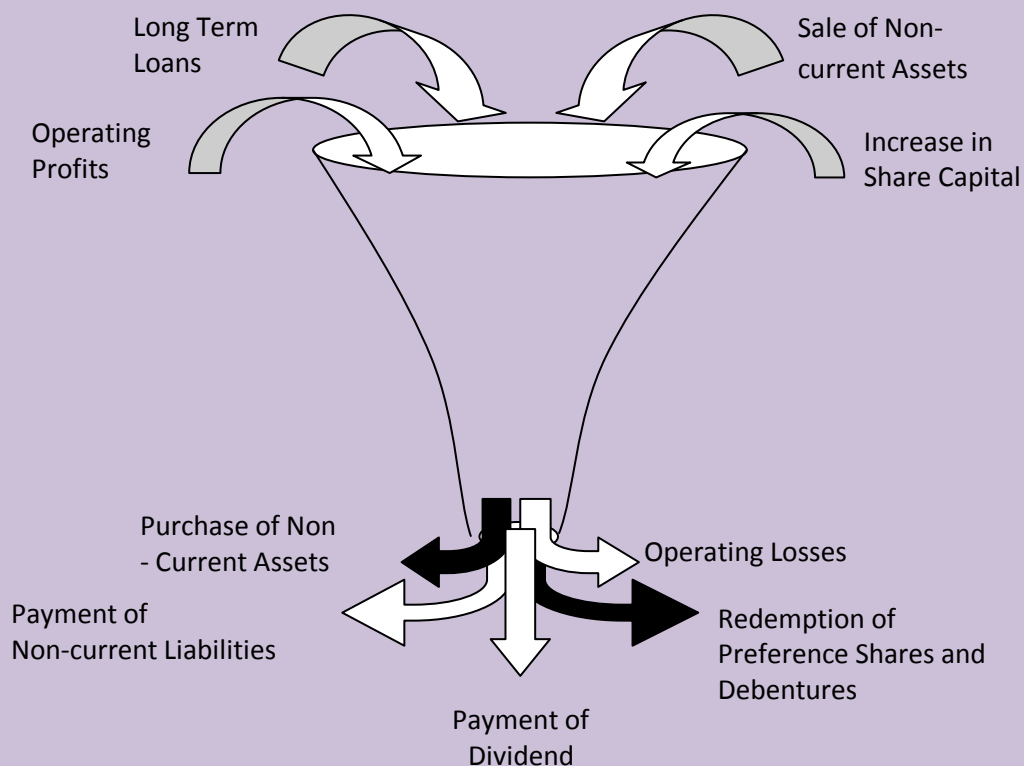 Long Term
Loans
Sale of Non-
current Assets
Operating
Profits
Increase in
Share Capital
Purchase of Non
- Current Assets
Operating Losses
Payment of
Non-current Liabilities
Redemption of
Preference Shares and
Debentures
Payment of
Dividend